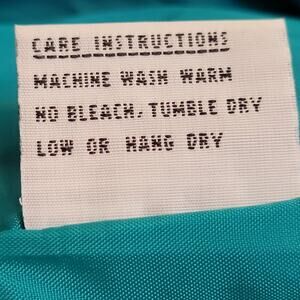 CARE INSTRUCTIONS
MACHINE WASH WARM
NO BLEACH, TUMBLE DRY
LOW OR HANG DRY